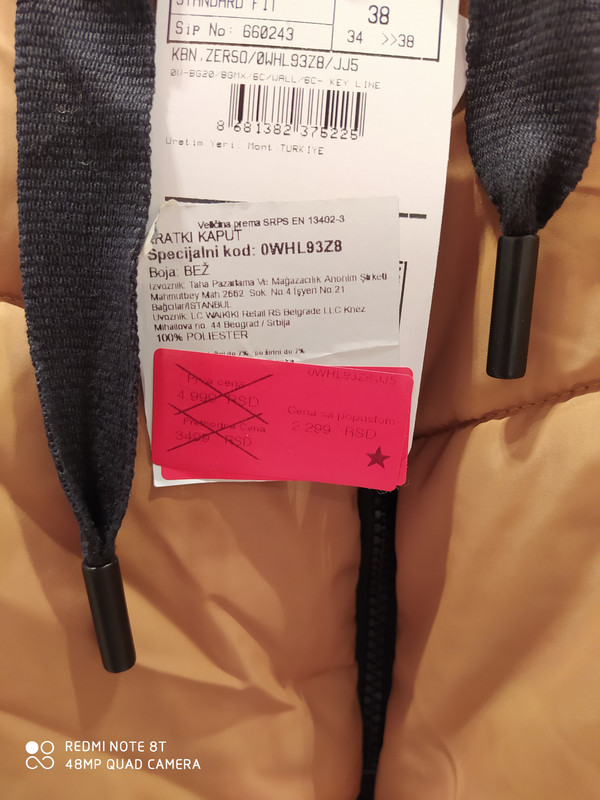 STANDARD FIT
38
Sip No: 660243
34 >>38
KBN.ZERSO/0WHL93Z8/JJ5
8 681382 376226
Uretim Yeri: Mont TURKIYE
Veličina prema SRPS EN 13402-3
KRATKI KAPUT
Specijalni kod: 0WHL93Z8
Boja: BEŽ
Izvoznik: Taha Pazarlama Ve Mağazacılık Anonim Şirketi
Mahmutbey Mah 2662. Sok. No:4 İşyeri No:21
Bağcılar/ISTANBUL
Uvoznik: LC WAIKIKI Retail RS Belgrade LLC Knez
Mihailova no. 44 Beograd / Srbija
100% POLIESTER
0WHL93Z8JJ5
Prva cena
4.999 RSD
Cena sa popustom
2.299 RSD
Prethodna Cena
3499 RSD
REDMI NOTE 8T
48MP QUAD CAMERA